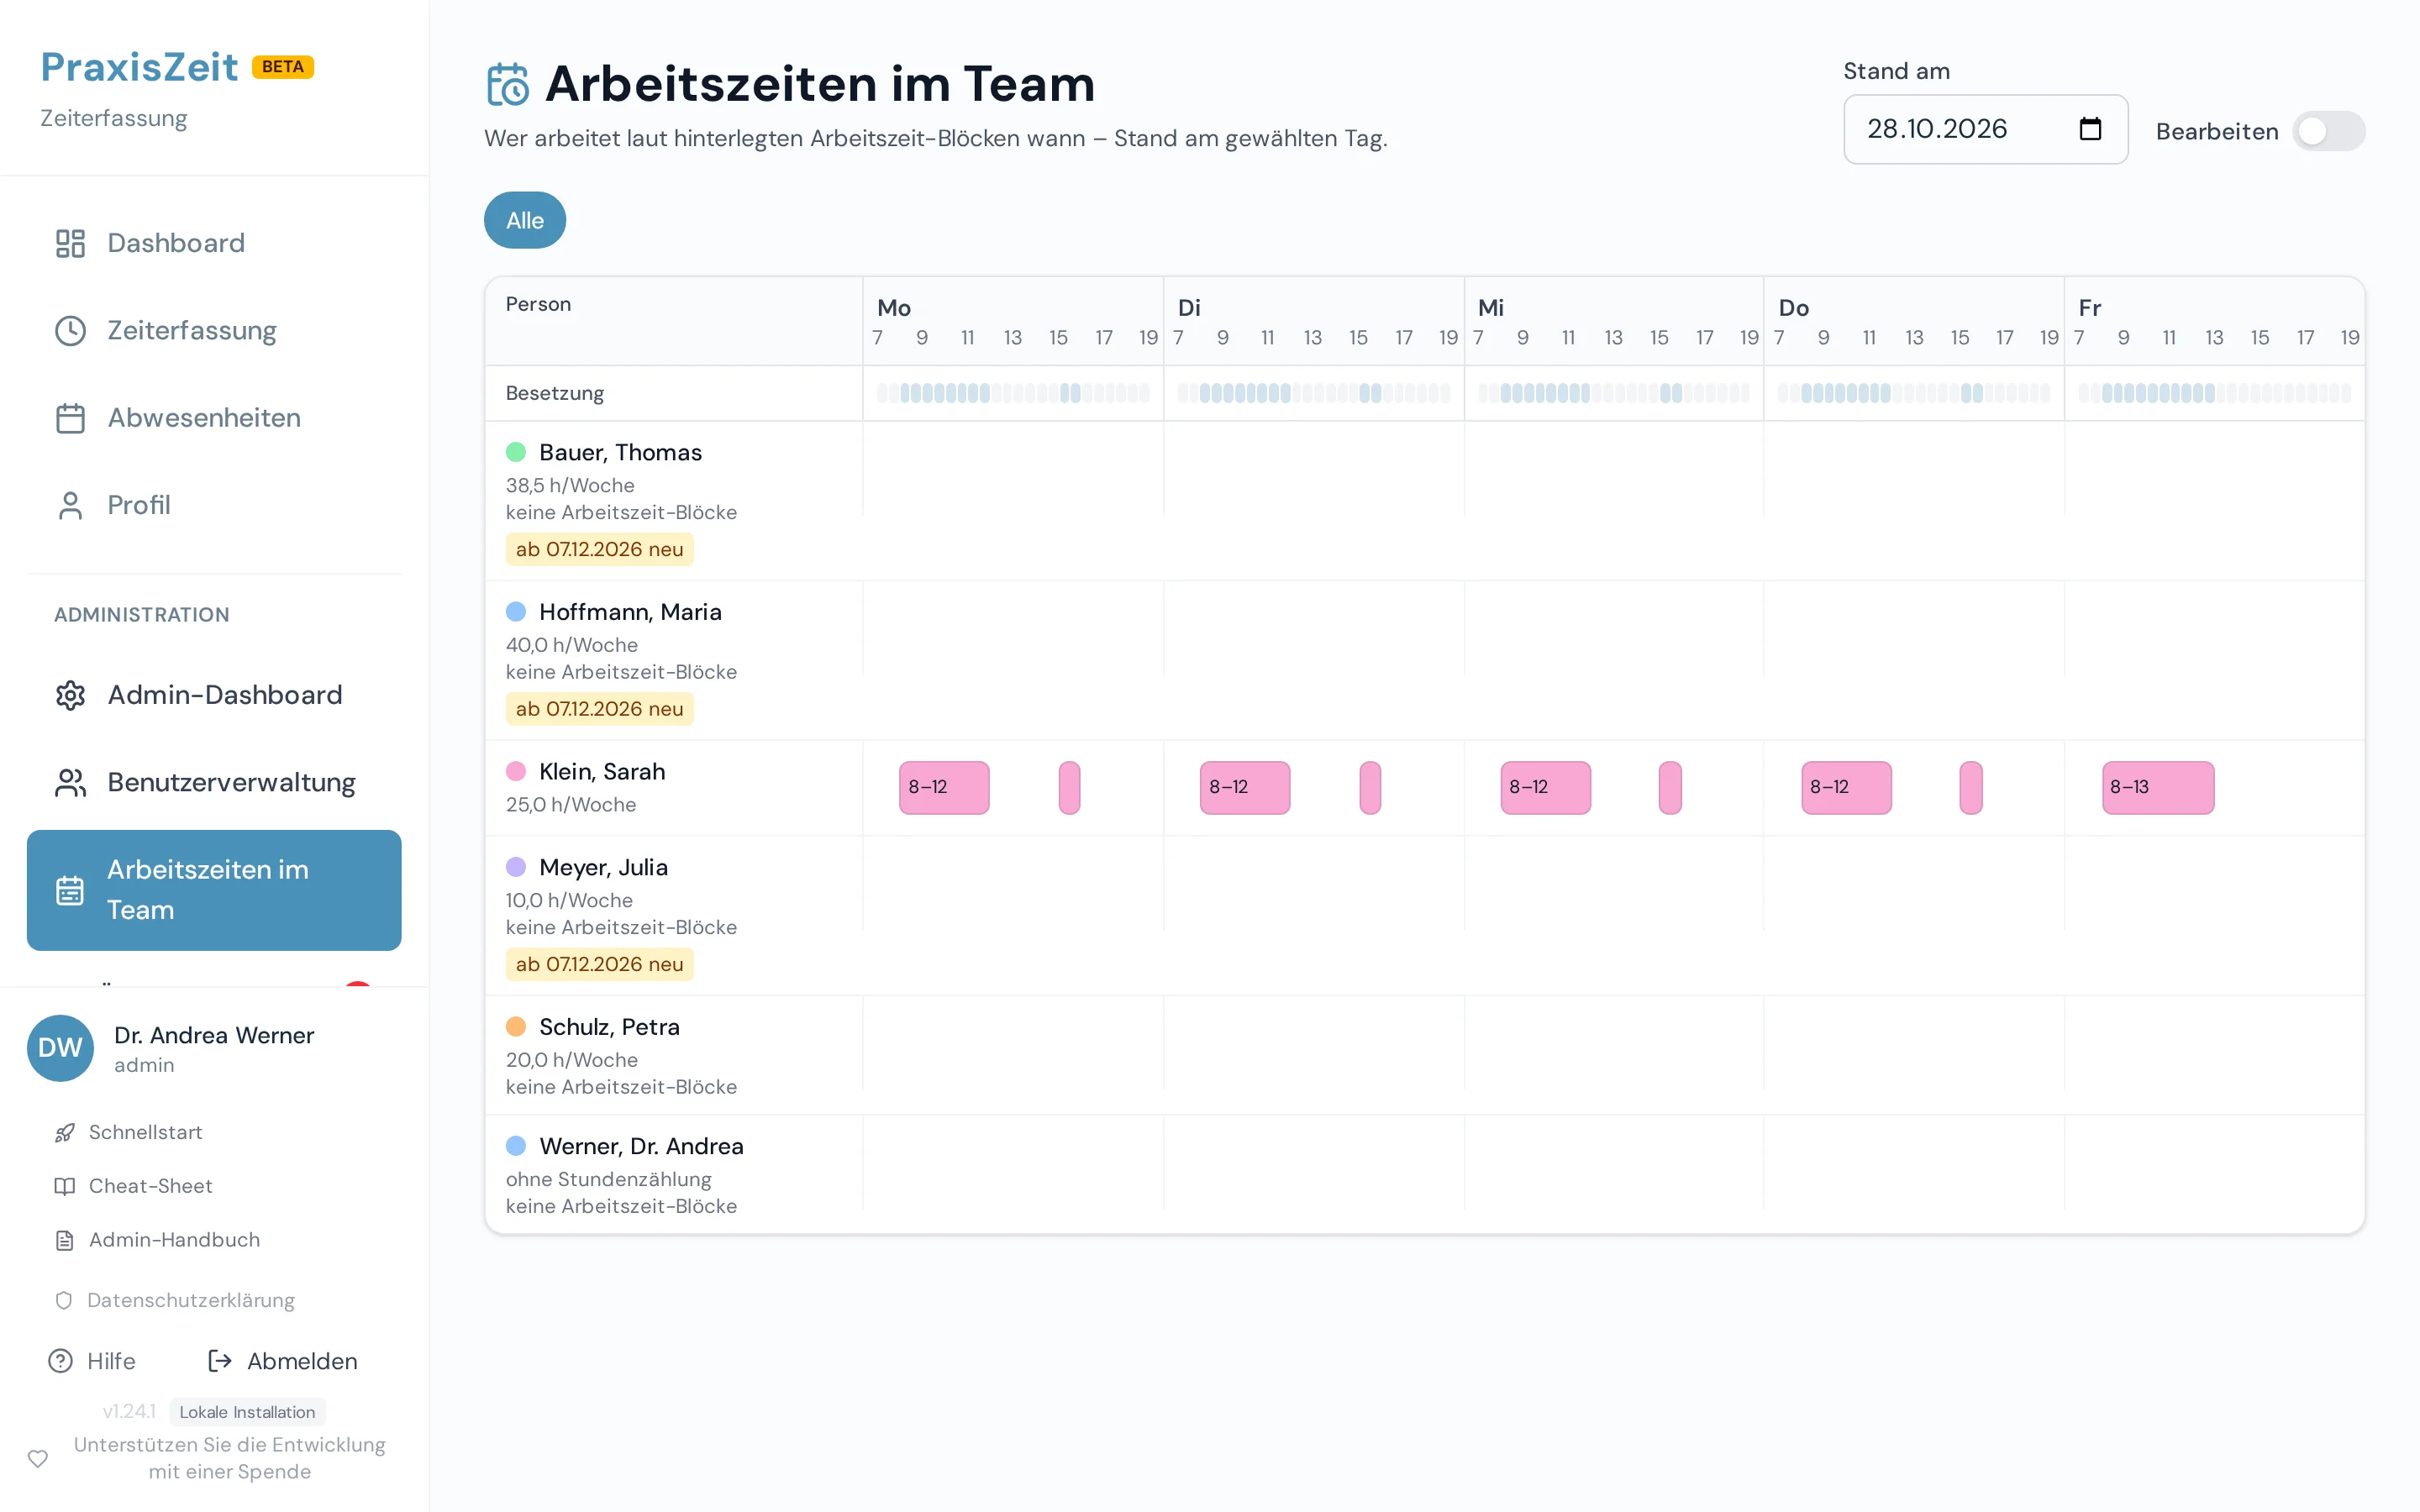 PraxisZeit BETA
Zeiterfassung
Dashboard
Zeiterfassung
Abwesenheiten
Profil
ADMINISTRATION
Admin-Dashboard
Benutzerverwaltung
Arbeitszeiten im
Team
DW
Dr. Andrea Werner
admin
Schnellstart
Cheat-Sheet
Admin-Handbuch
Datenschutzerklärung
Hilfe
Abmelden
v1.24.1 Lokale Installation
Unterstützen Sie die Entwicklung
mit einer Spende
Arbeitszeiten im Team
Wer arbeitet laut hinterlegten Arbeitszeit-Blöcken wann – Stand am gewählten Tag.
Stand am
28.10.2026
Bearbeiten
Alle
Person
Mo
7 9 11 13 15 17 19
Di
7 9 11 13 15 17 19
Mi
7 9 11 13 15 17 19
Do
7 9 11 13 15 17 19
Fr
7 9 11 13 15 17 19
Besetzung
Bauer, Thomas
38,5 h/Woche
keine Arbeitszeit-Blöcke
ab 07.12.2026 neu
Hoffmann, Maria
40,0 h/Woche
keine Arbeitszeit-Blöcke
ab 07.12.2026 neu
Klein, Sarah
25,0 h/Woche
8–12
8–12
8–12
8–12
8–13
Meyer, Julia
10,0 h/Woche
keine Arbeitszeit-Blöcke
ab 07.12.2026 neu
Schulz, Petra
20,0 h/Woche
keine Arbeitszeit-Blöcke
Werner, Dr. Andrea
ohne Stundenzählung
keine Arbeitszeit-Blöcke